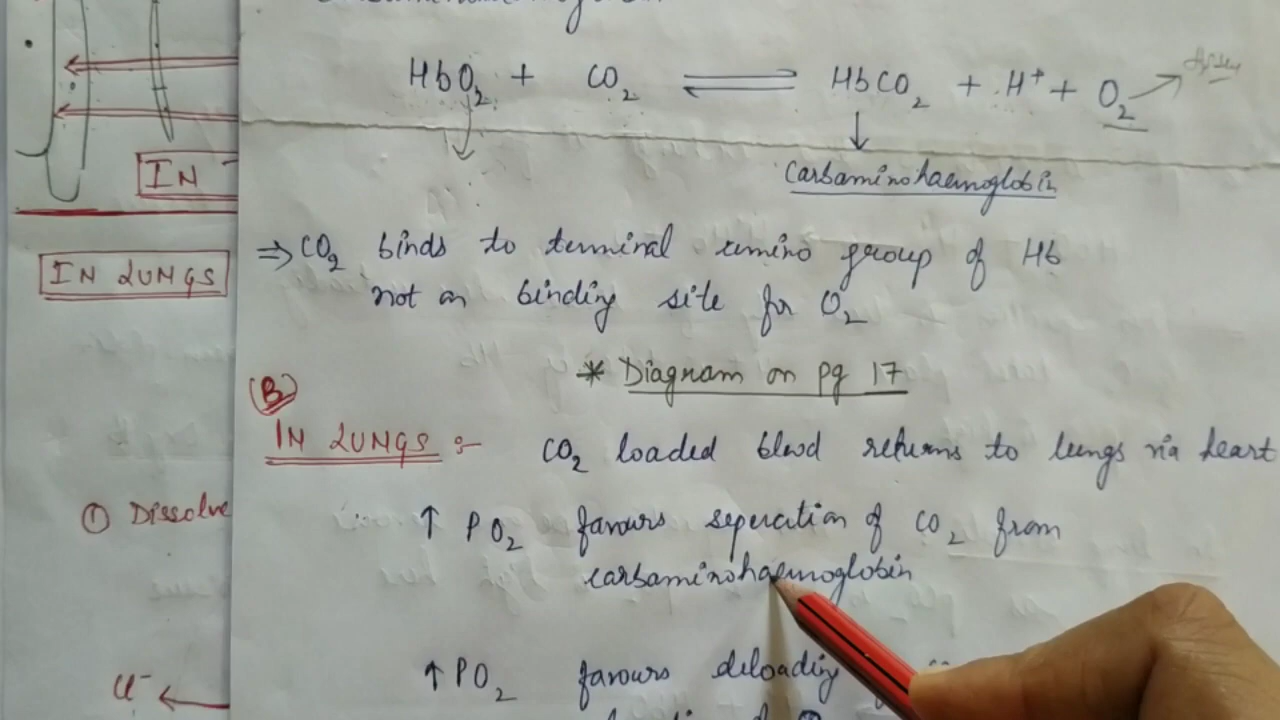 HbO2 + CO2 ⇌ HbCO2 + H+ + O2 →
Carbaminohaemoglobin
⇒ CO2 binds to terminal amino group of Hb
not on binding site for O2
* Diagram on pg 17
(B)
IN LUNGS :- CO2 loaded blood returns to lungs via heart
↑ PO2 favours seperation of CO2 from
carbaminohaemoglobin
↑ PO2 favours deloading
IN
IN LUNGS
① Dissolve
Cl- ←